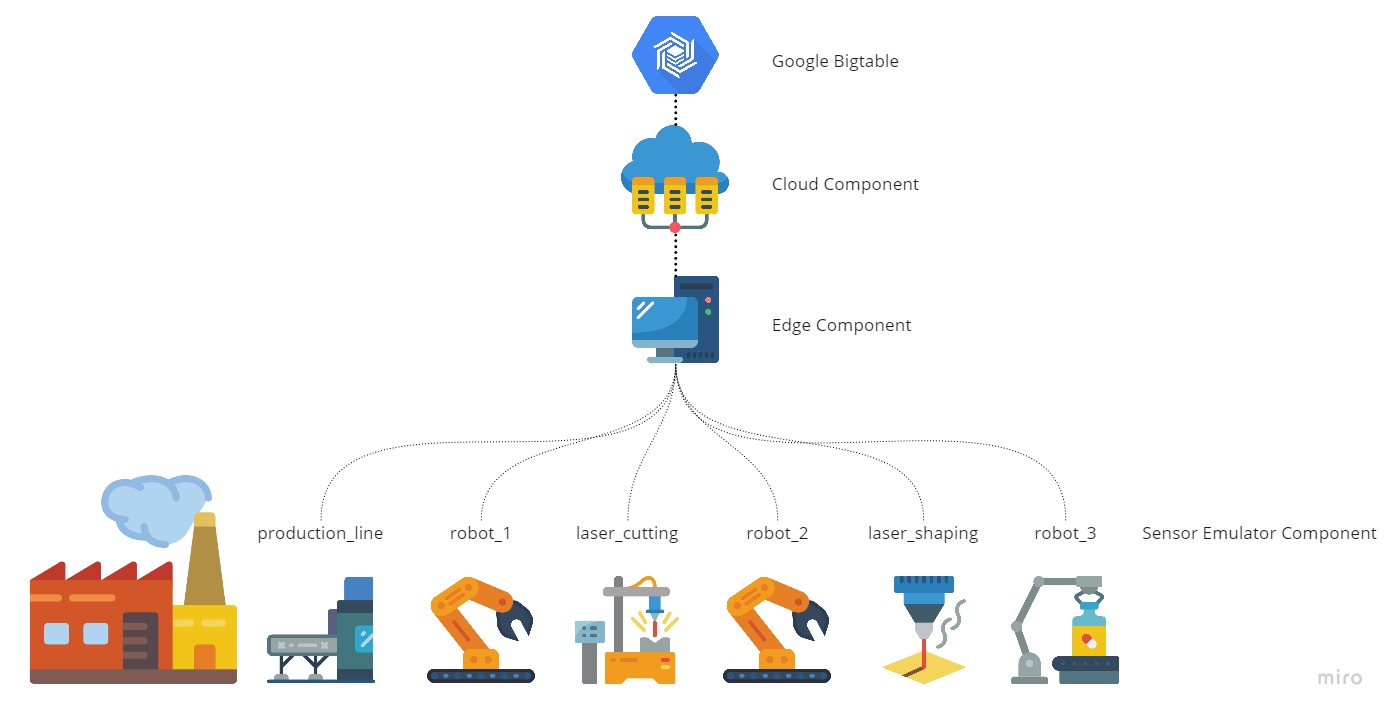 Google Bigtable
Cloud Component
Edge Component
production_line
robot_1
laser_cutting
robot_2
laser_shaping
robot_3
Sensor Emulator Component
miro